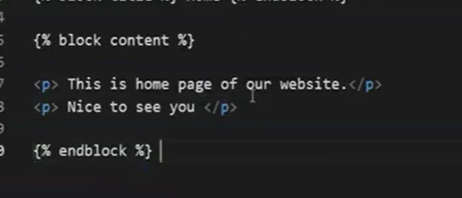 {% block content %}
<p> This is home page of our website.</p>
<p> Nice to see you </p>
{% endblock %}